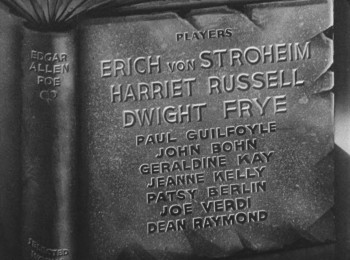 PLAYERS
ERICH VON STROHEIM
HARRIET RUSSELL
DWIGHT FRYE
PAUL GUILFOYLE
JOHN BOHN
GERALDINE KAY
JEANNE KELLY
PATSY BERLIN
JOE VERDI
DEAN RAYMOND
EDGAR
ALLEN
POE